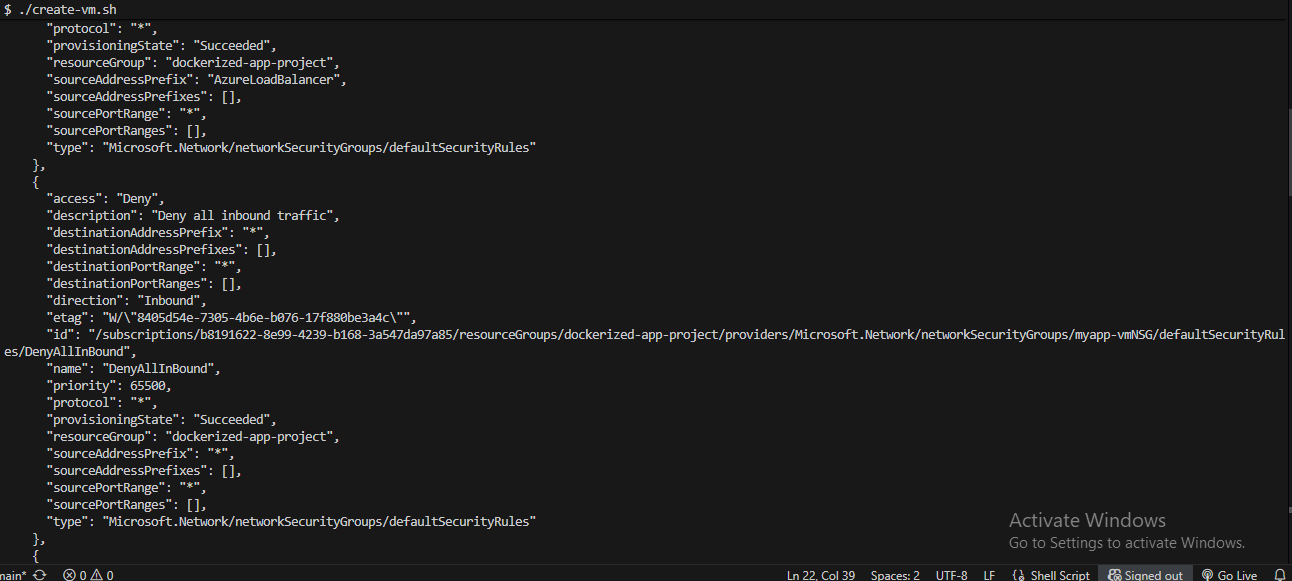 $ ./create-vm.sh
"protocol": "*",
"provisioningState": "Succeeded",
"resourceGroup": "dockerized-app-project",
"sourceAddressPrefix": "AzureLoadBalancer",
"sourceAddressPrefixes": [],
"sourcePortRange": "*",
"sourcePortRanges": [],
"type": "Microsoft.Network/networkSecurityGroups/defaultSecurityRules"
},
{
"access": "Deny",
"description": "Deny all inbound traffic",
"destinationAddressPrefix": "*",
"destinationAddressPrefixes": [],
"destinationPortRange": "*",
"destinationPortRanges": [],
"direction": "Inbound",
"etag": "W/\"8405d54e-7305-4b6e-b076-17f880be3a4c\"",
"id": "/subscriptions/b8191622-8e99-4239-b168-3a547da97a85/resourceGroups/dockerized-app-project/providers/Microsoft.Network/networkSecurityGroups/myapp-vmNSG/defaultSecurityRul
es/DenyAllInBound",
"name": "DenyAllInBound",
"priority": 65500,
"protocol": "*",
"provisioningState": "Succeeded",
"resourceGroup": "dockerized-app-project",
"sourceAddressPrefix": "*",
"sourceAddressPrefixes": [],
"sourcePortRange": "*",
"sourcePortRanges": [],
"type": "Microsoft.Network/networkSecurityGroups/defaultSecurityRules"
},
{
Activate Windows
Go to Settings to activate Windows.
main* 0 0 Ln 22, Col 39 Spaces: 2 UTF-8 LF Shell Script Signed out Go Live